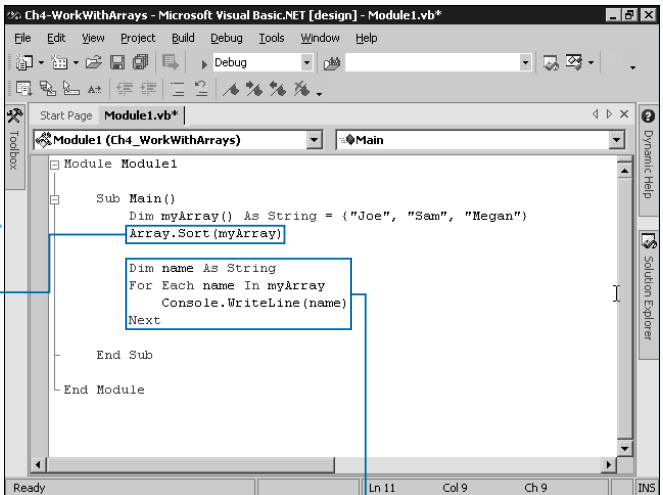 Ch4-WorkWithArrays - Microsoft Visual Basic.NET [design] - Module1.vb*
File Edit View Project Build Debug Tools Window Help
Debug
Start Page Module1.vb*
Module1 (Ch4_WorkWithArrays) Main
Toolbox
Dynamic Help
Solution Explorer
Module Module1
Sub Main()
Dim myArray() As String = {"Joe", "Sam", "Megan"}
Array.Sort(myArray)
Dim name As String
For Each name In myArray
Console.WriteLine(name)
Next
End Sub
End Module
Ready Ln 11 Col 9 Ch 9 INS